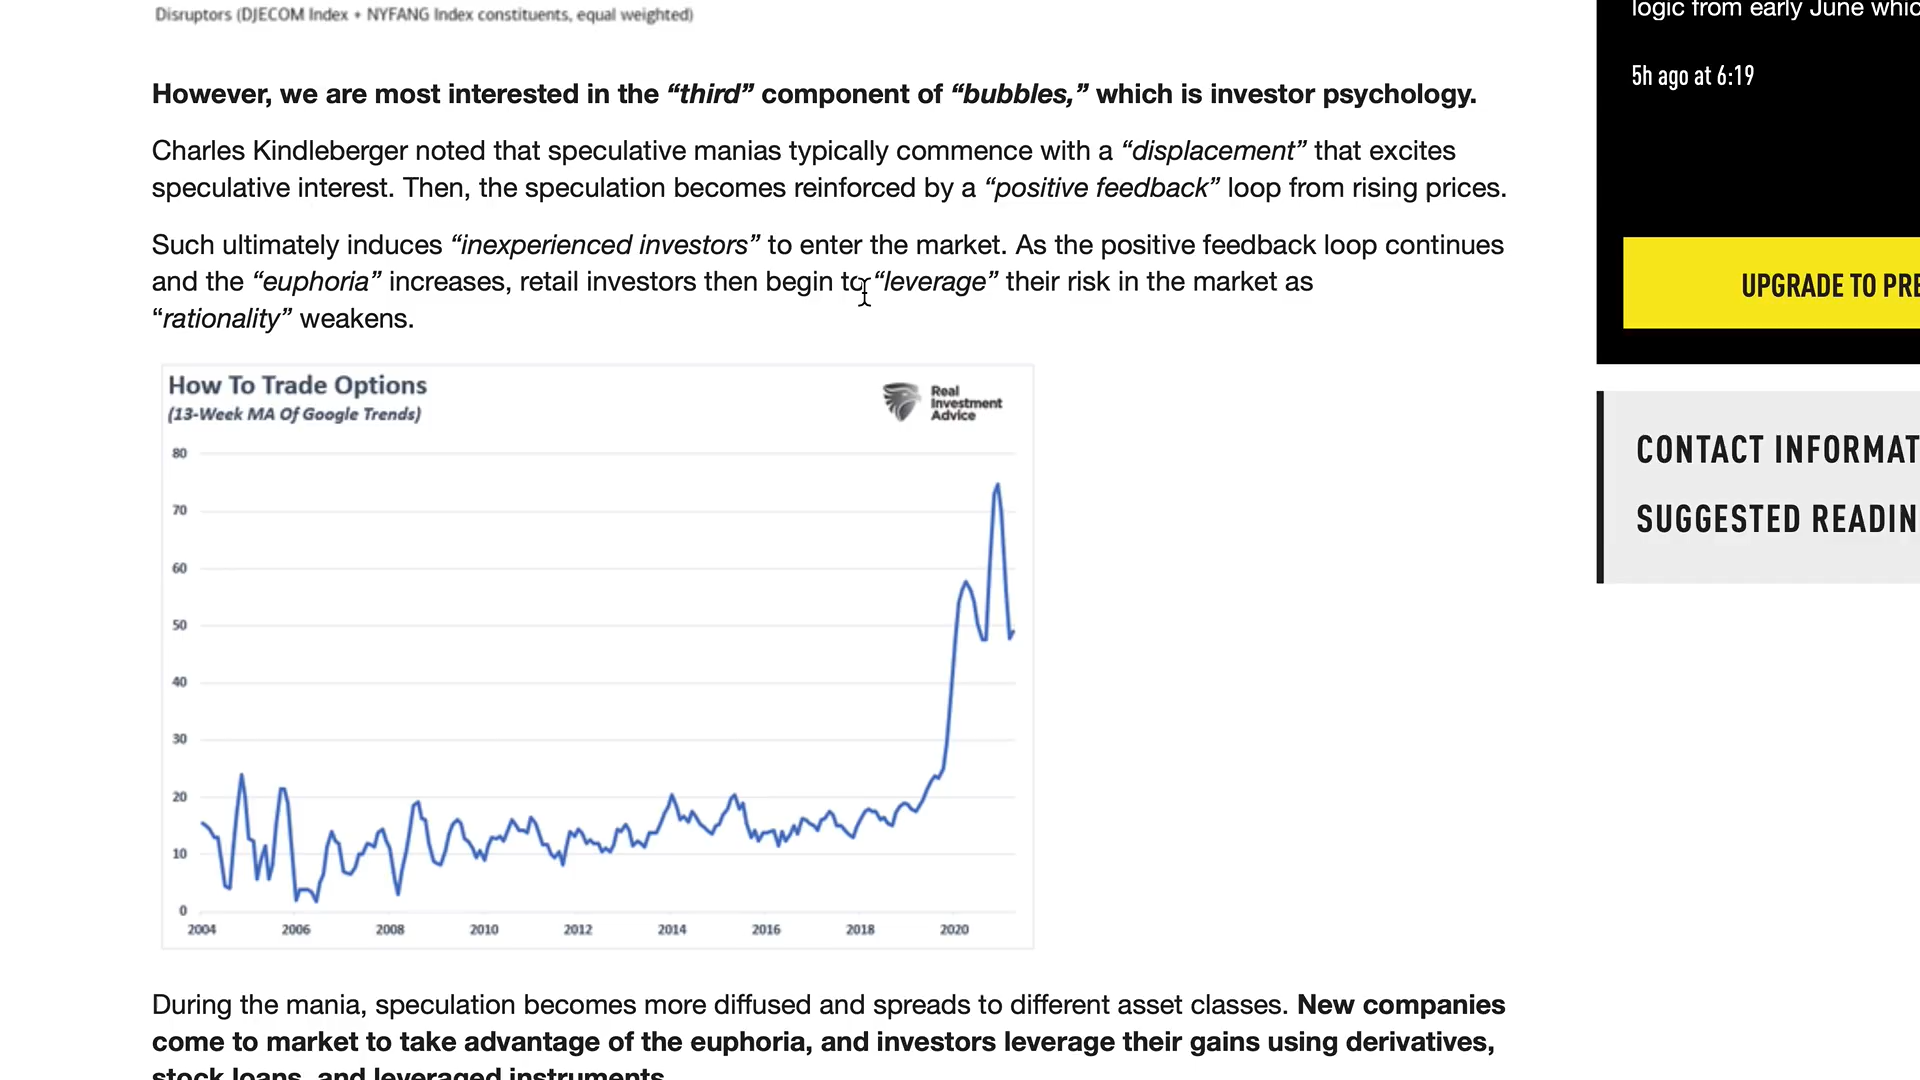 Disruptors (DJECOM Index + NYFANG Index constituents, equal weighted)
However, we are most interested in the “third” component of “bubbles,” which is investor psychology.
Charles Kindleberger noted that speculative manias typically commence with a “displacement” that excites
speculative interest. Then, the speculation becomes reinforced by a “positive feedback” loop from rising prices.
Such ultimately induces “inexperienced investors” to enter the market. As the positive feedback loop continues
and the “euphoria” increases, retail investors then begin to “leverage” their risk in the market as
“rationality” weakens.
How To Trade Options
(13-Week MA Of Google Trends)
Real
Investment
Advice
80
70
60
50
40
30
20
10
0
2004 2006 2008 2010 2012 2014 2016 2018 2020
During the mania, speculation becomes more diffused and spreads to different asset classes. New companies
come to market to take advantage of the euphoria, and investors leverage their gains using derivatives,
stock loans, and leveraged instruments.
logic from early June whic
5h ago at 6:19
UPGRADE TO PRE
CONTACT INFORMAT
SUGGESTED READIN